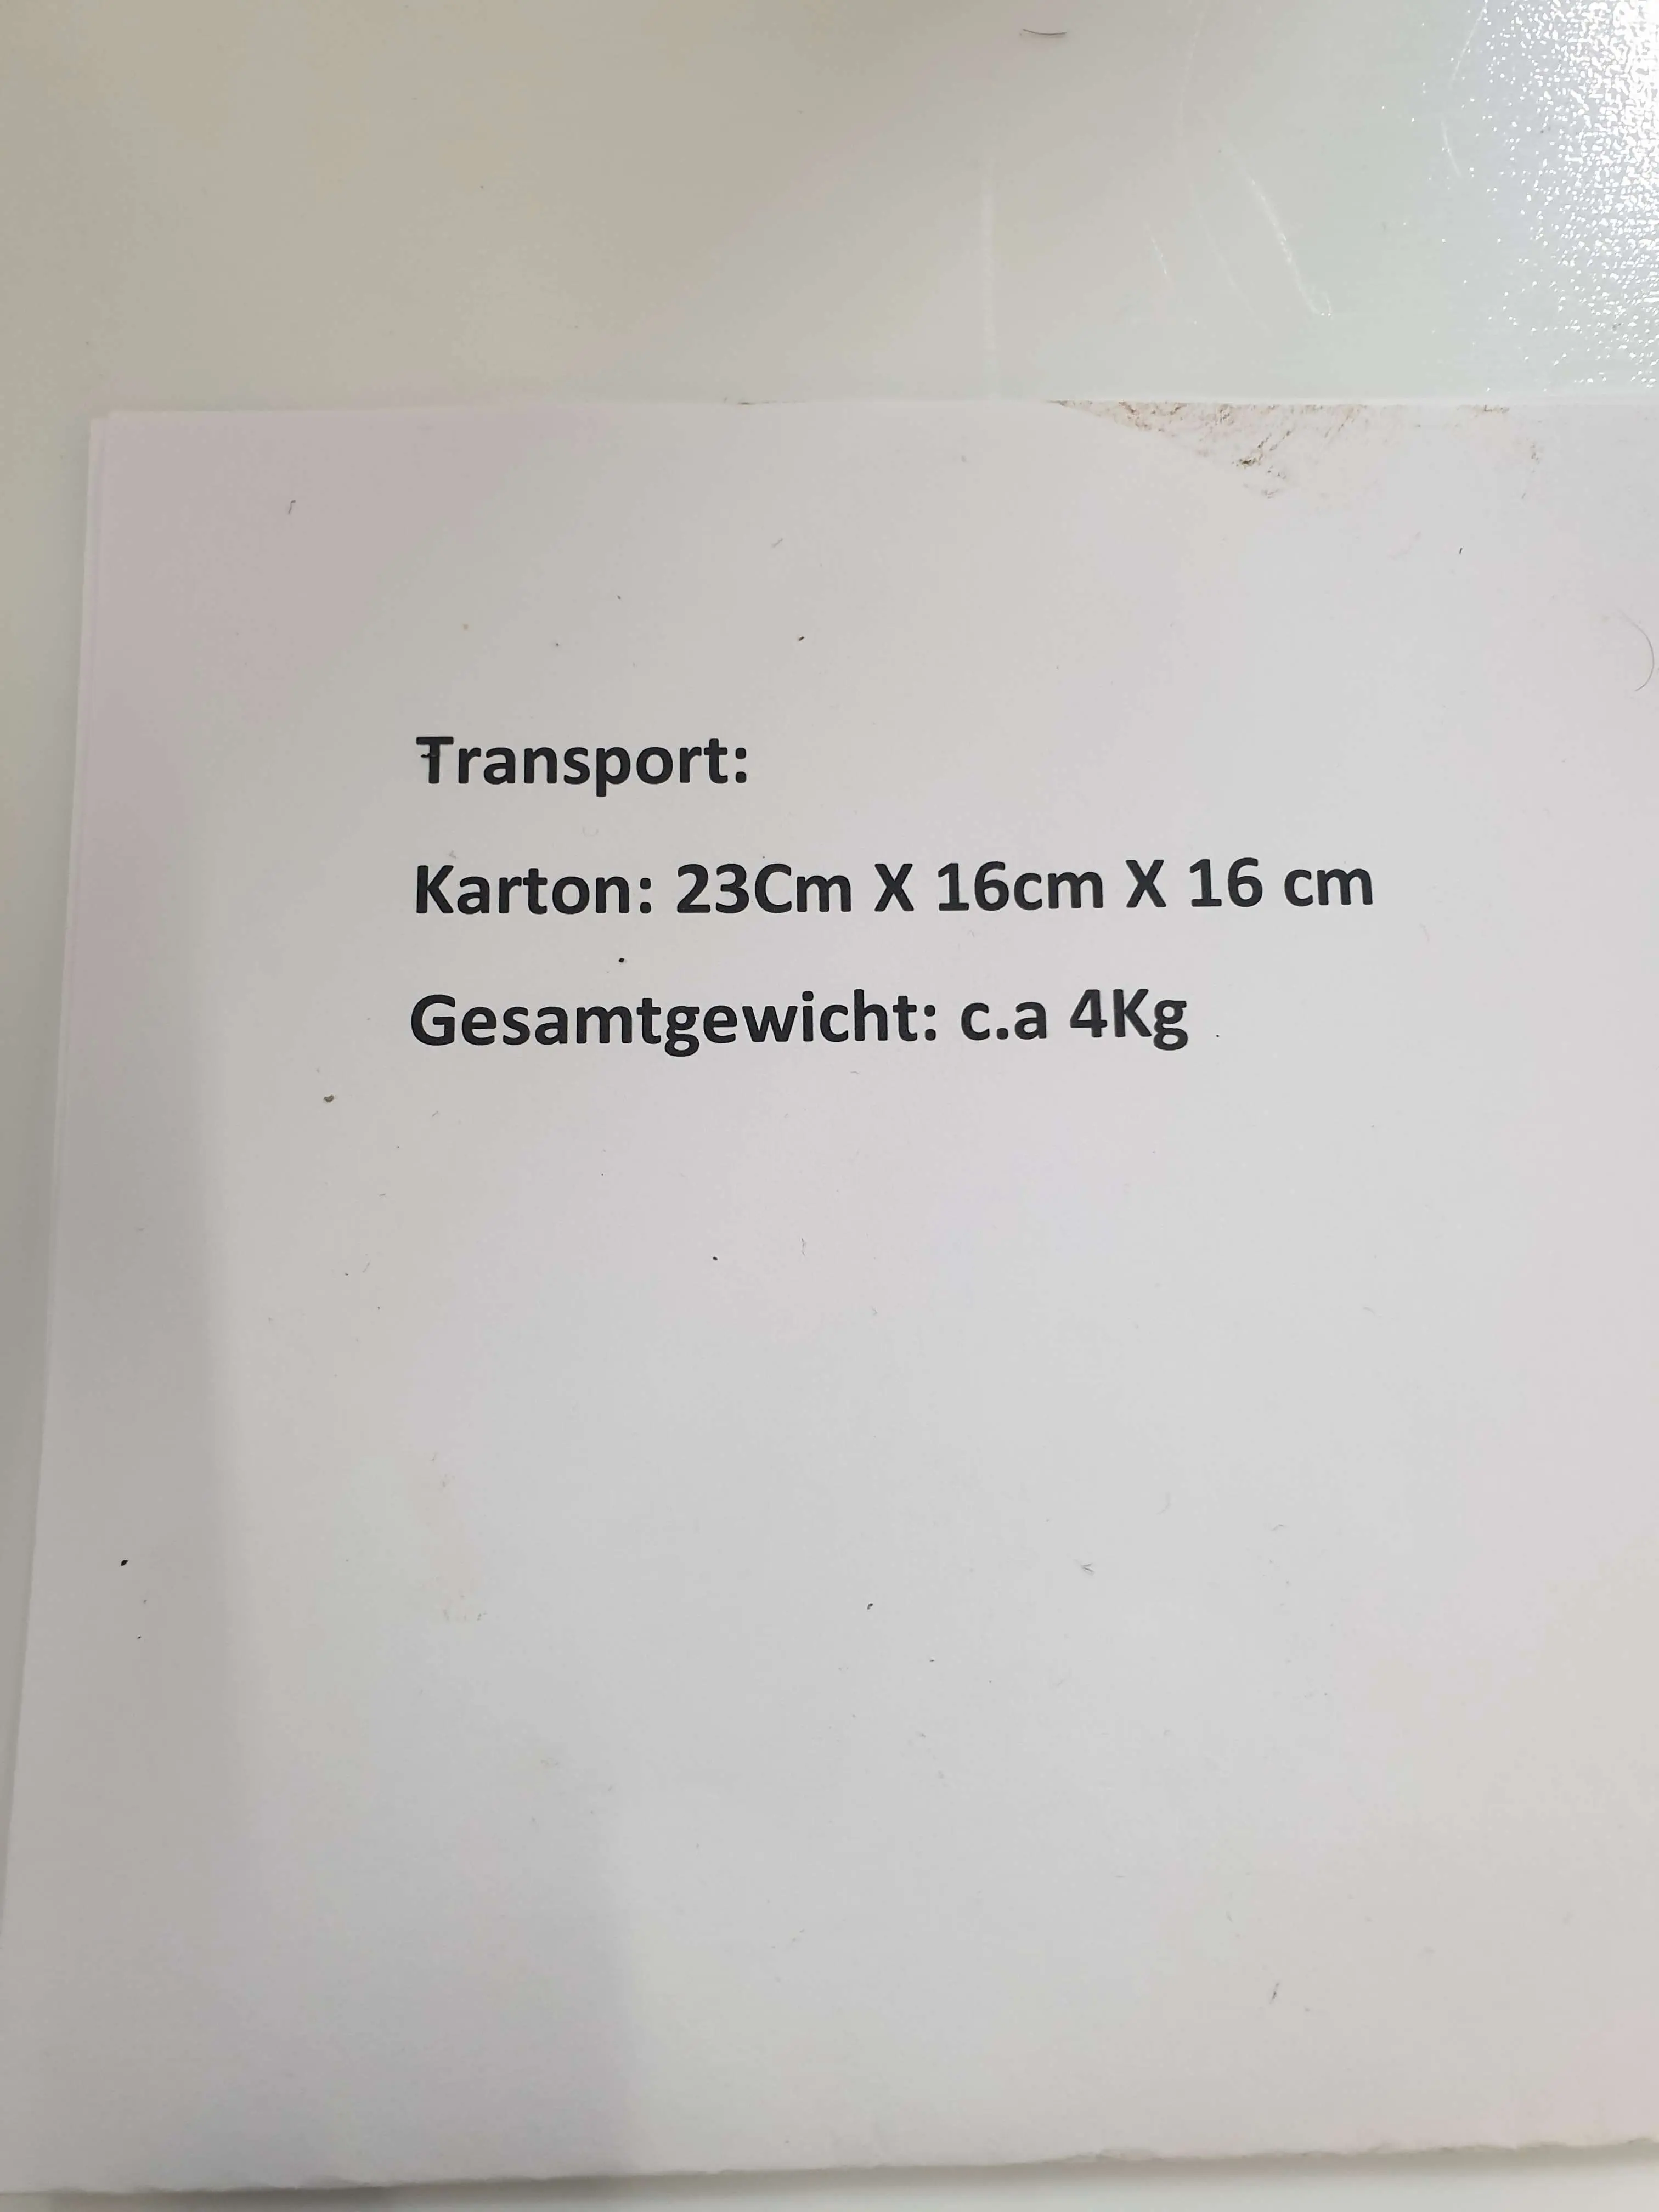 Transport:
Karton: 23Cm X 16cm X 16 cm
Gesamtgewicht: c.a 4Kg